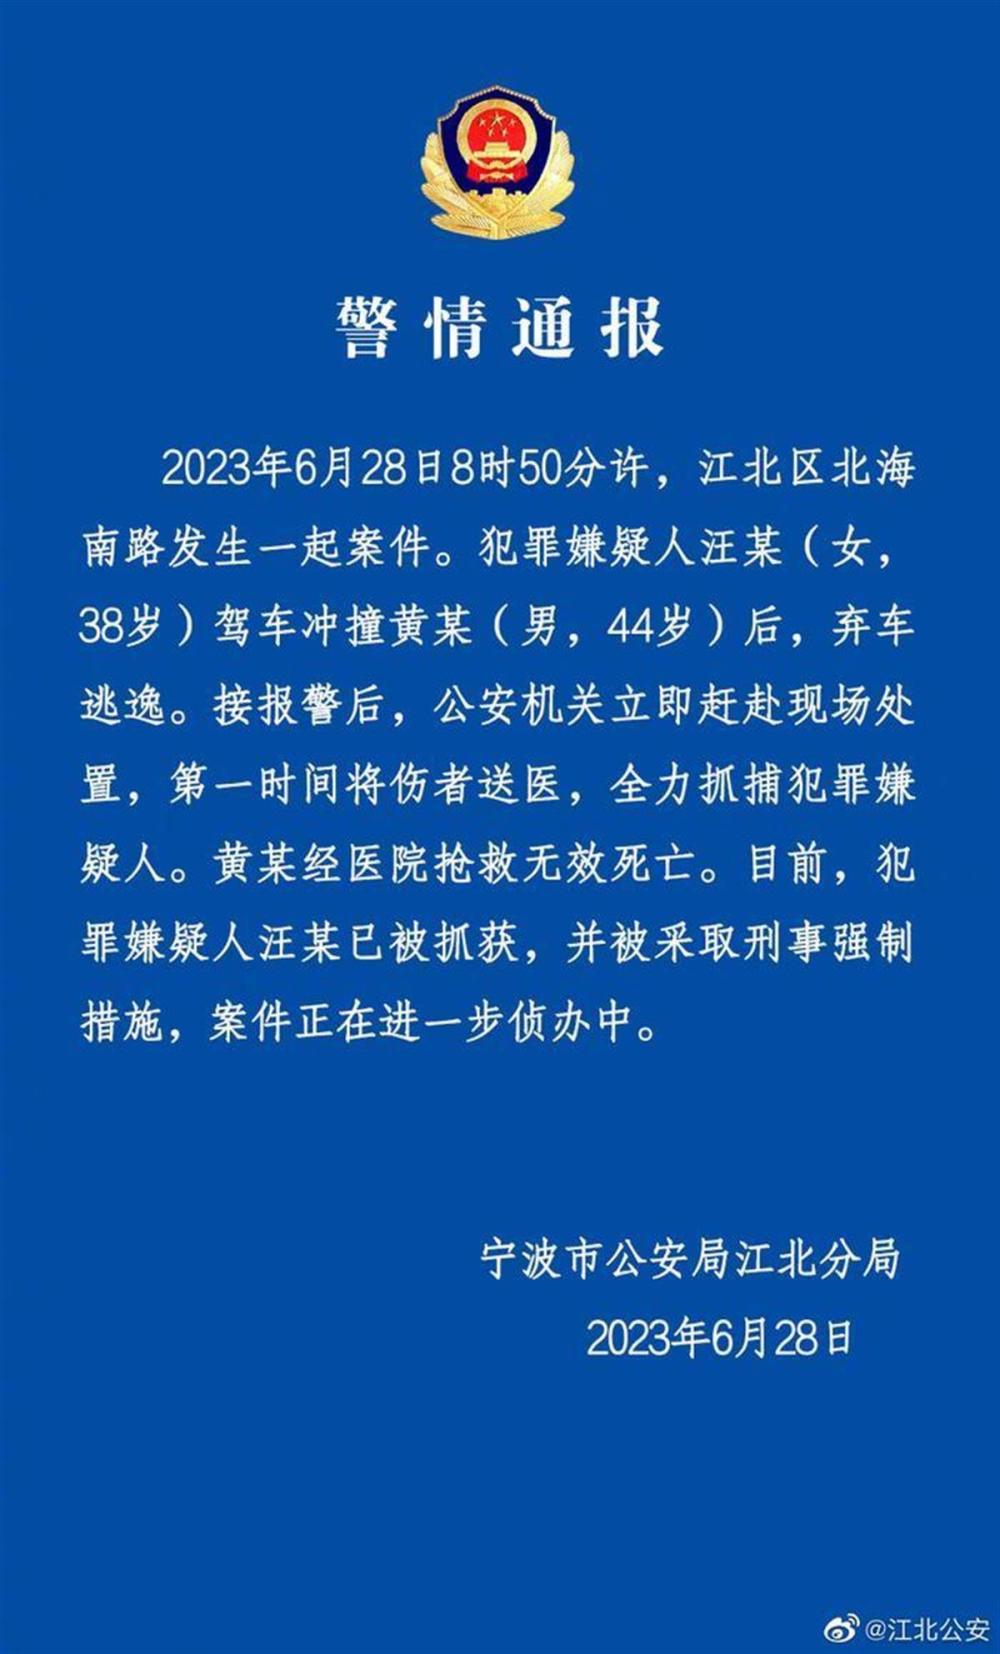 警情通报
2023年6月28日8时50分许，江北区北海
南路发生一起案件。犯罪嫌疑人汪某（女，
38岁）驾车冲撞黄某（男，44岁）后，弃车
逃逸。接报警后，公安机关立即赶赴现场处
置，第一时间将伤者送医，全力抓捕犯罪嫌
疑人。黄某经医院抢救无效死亡。目前，犯
罪嫌疑人汪某已被抓获，并被采取刑事强制
措施，案件正在进一步侦办中。
宁波市公安局江北分局
2023年6月28日
@江北公安